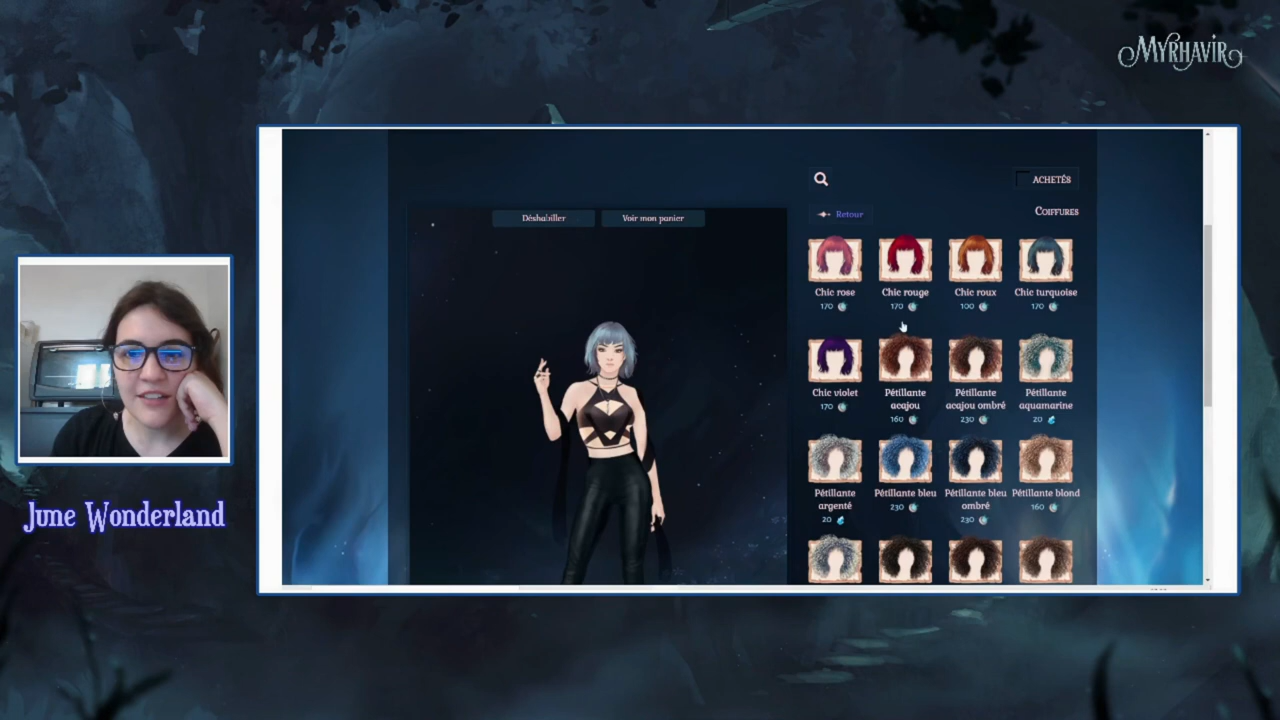 MYRHAVIR
ACHETÉS
Retour
COIFFURES
Déshabiller
Voir mon panier
Chic rose
170
Chic rouge
170
Chic roux
100
Chic turquoise
170
Chic violet
170
Pétillante
acajou
160
Pétillante
acajou ombré
230
Pétillante
aquamarine
20
Pétillante
argenté
20
Pétillante bleu
230
Pétillante bleu
ombré
230
Pétillante blond
160
June Wonderland